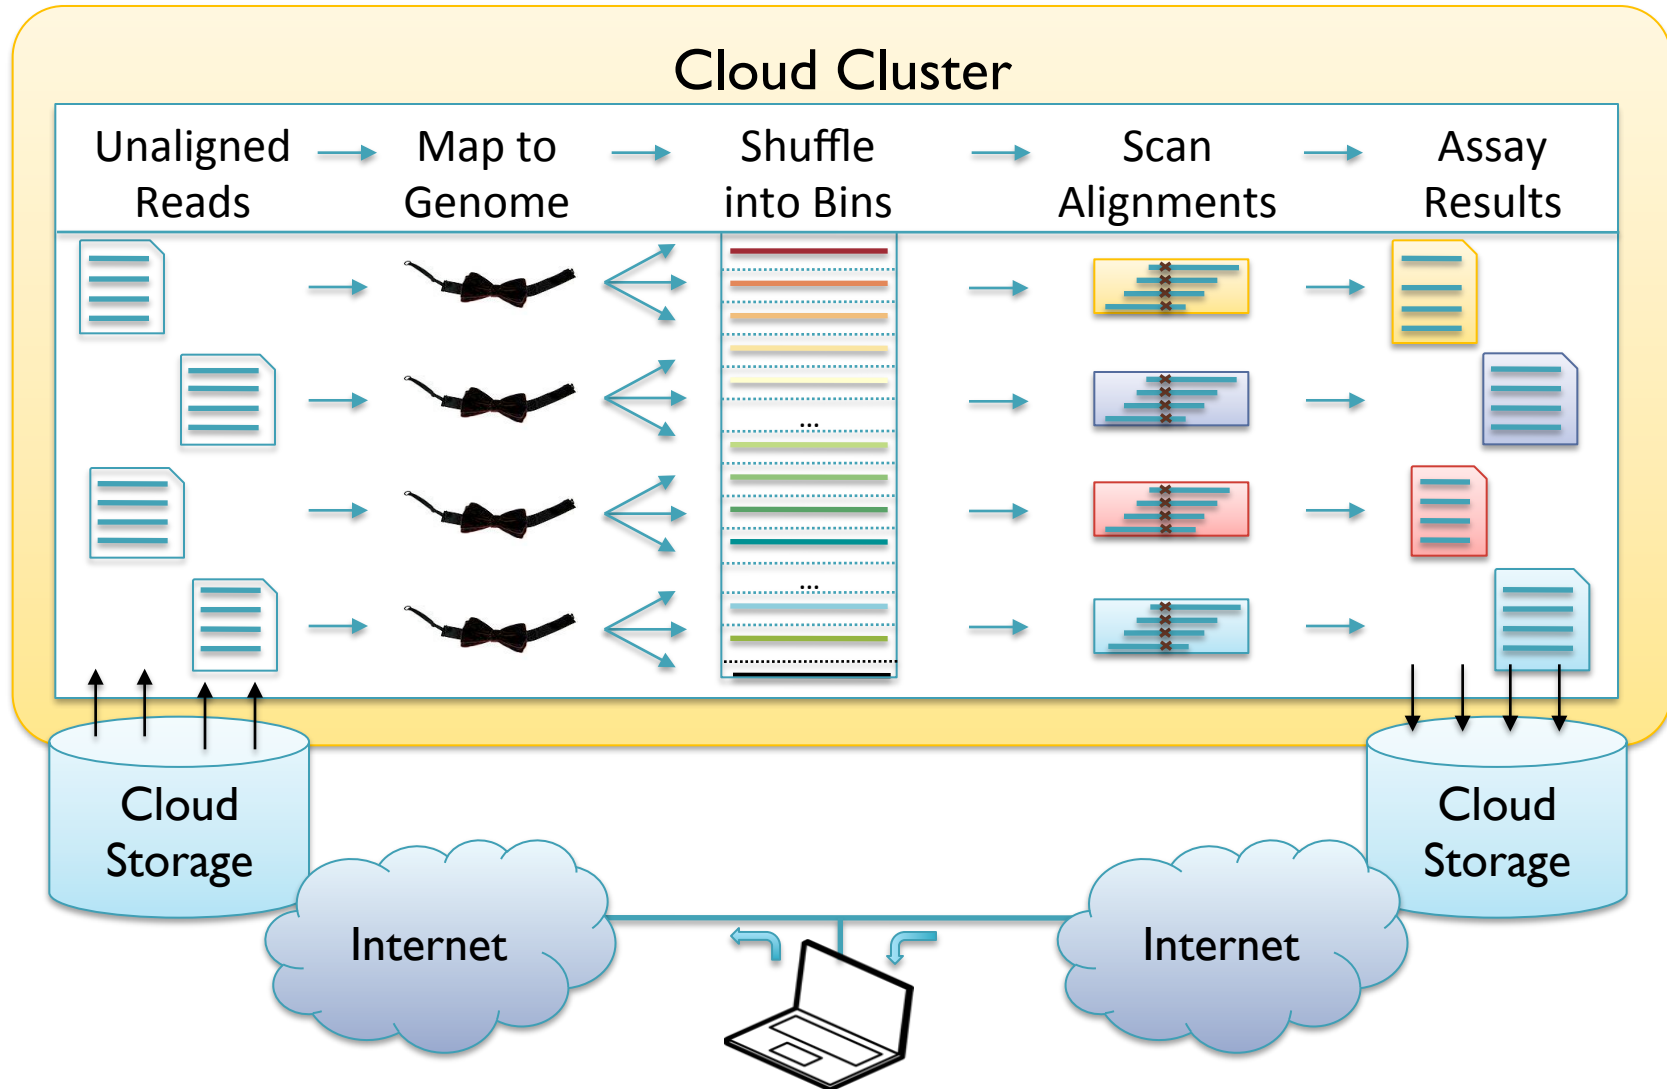 Cloud Cluster
Unaligned
Reads
Map to
Genome
Shuffle
into Bins
Scan
Alignments
Assay
Results
...
...
Cloud
Storage
Cloud
Storage
Internet
Internet